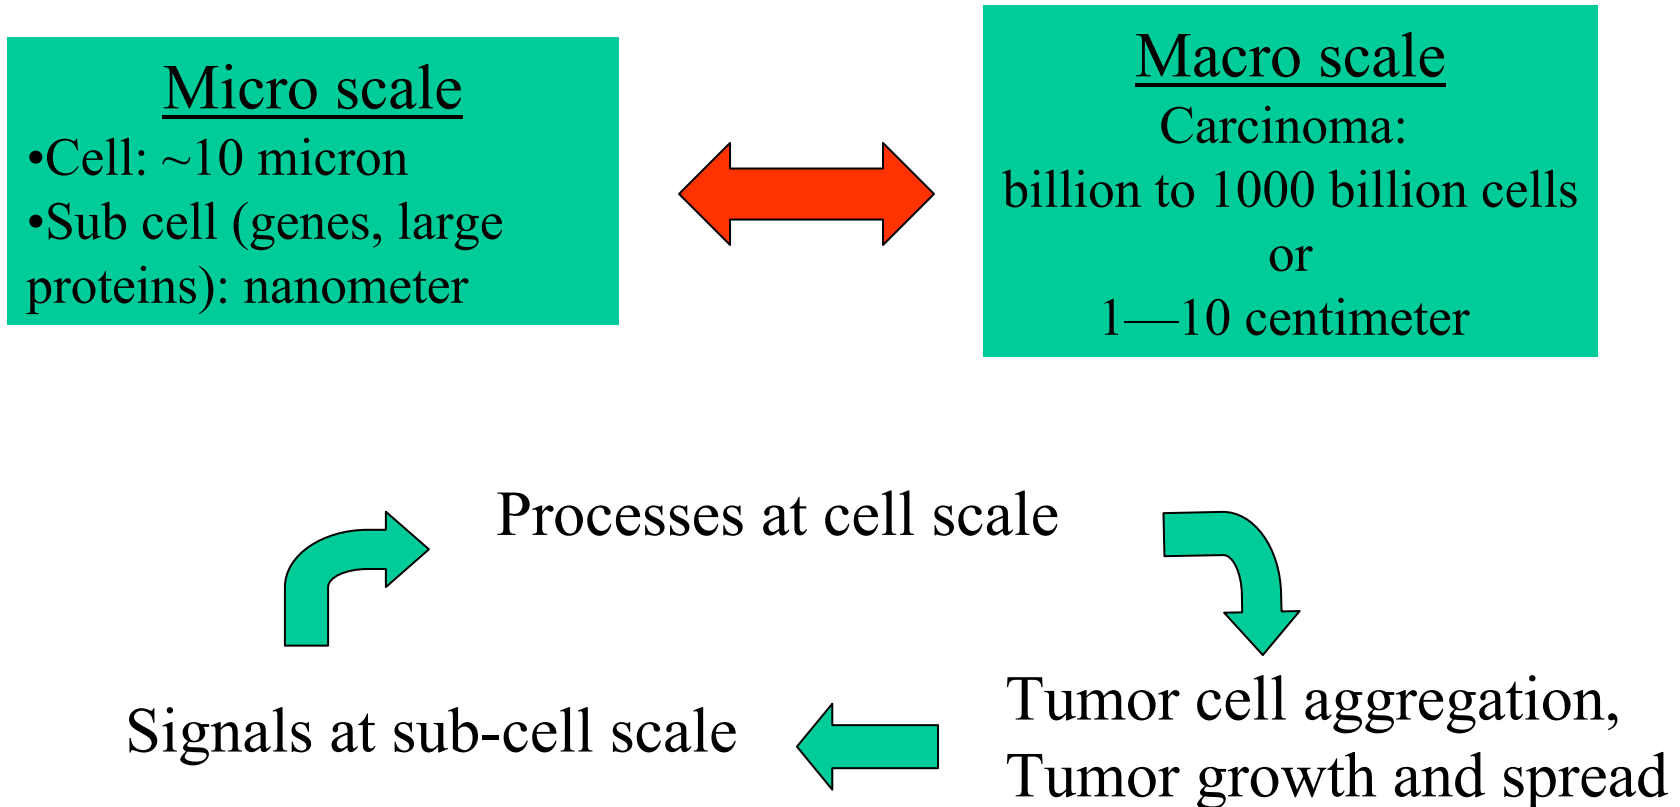 Micro scale
•Cell: ~10 micron
•Sub cell (genes, large
proteins): nanometer
Macro scale
Carcinoma:
billion to 1000 billion cells
or
1—10 centimeter
Processes at cell scale
Tumor cell aggregation,
Tumor growth and spread
Signals at sub-cell scale